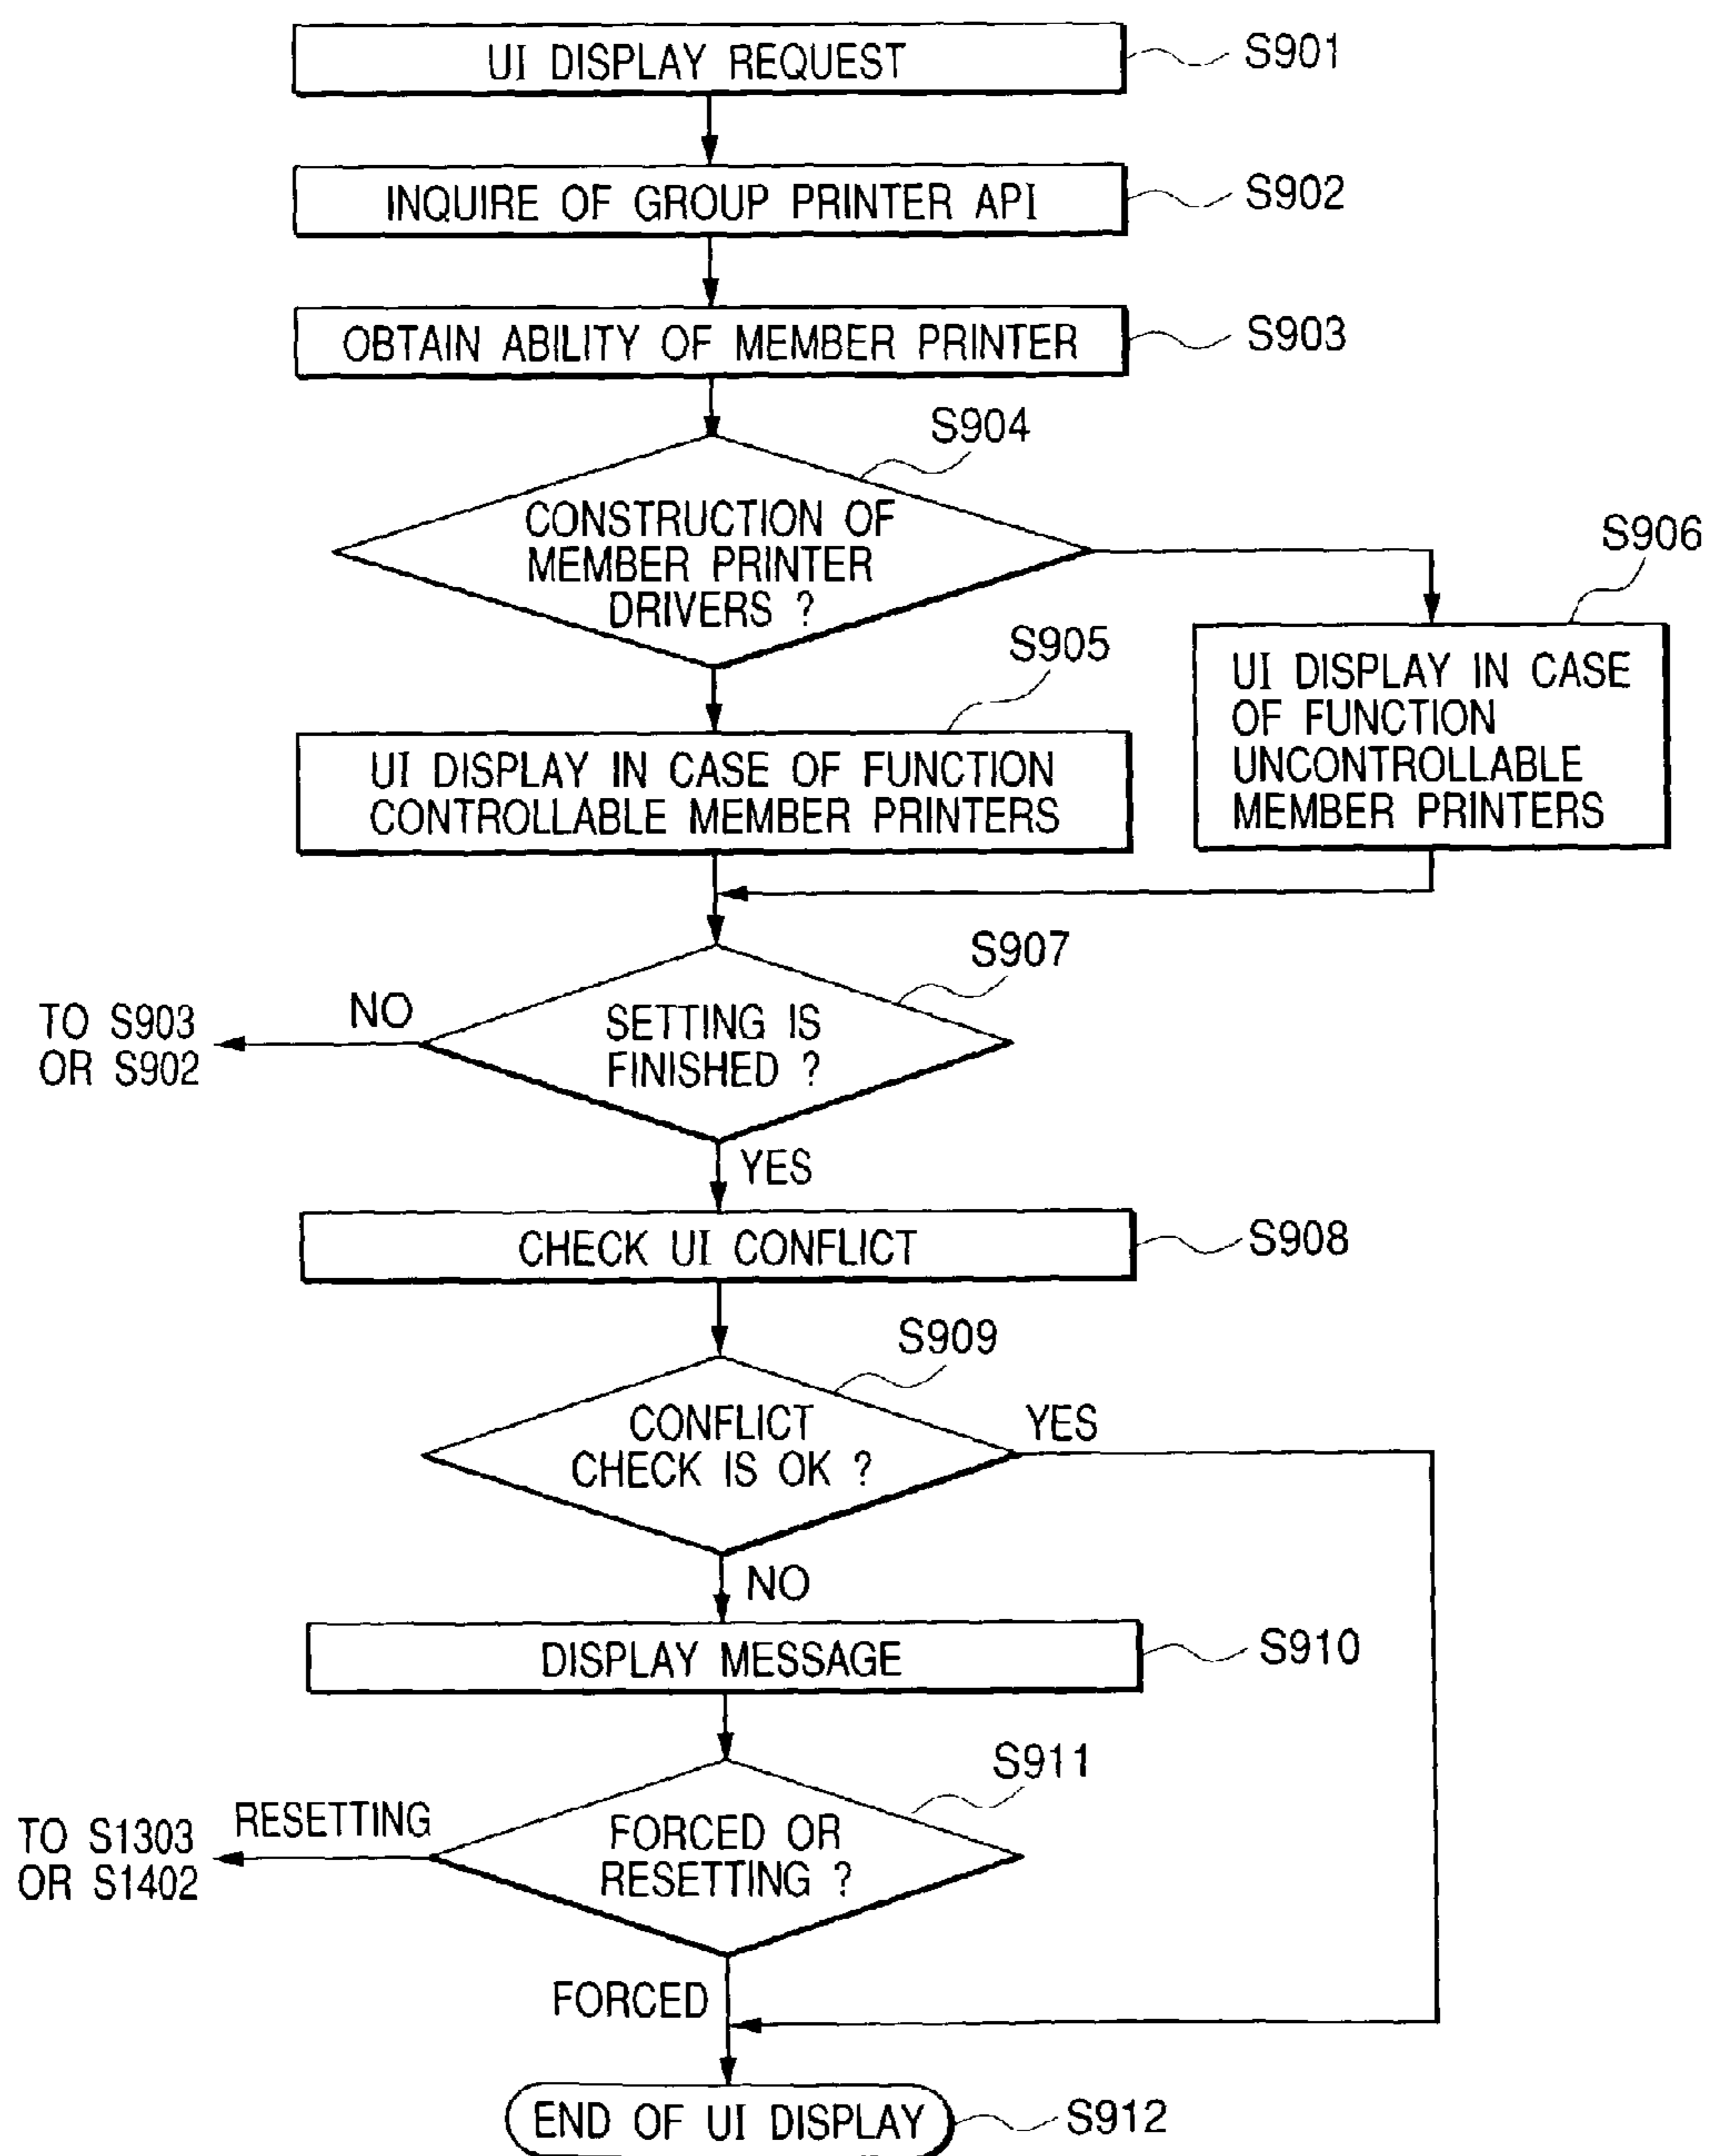 UI DISPLAY REQUEST
S901
INQUIRE OF GROUP PRINTER API
S902
OBTAIN ABILITY OF MEMBER PRINTER
S903
S904
CONSTRUCTION OF
MEMBER PRINTER
DRIVERS ?
S906
UI DISPLAY IN CASE
OF FUNCTION
UNCONTROLLABLE
MEMBER PRINTERS
S905
UI DISPLAY IN CASE OF FUNCTION
CONTROLLABLE MEMBER PRINTERS
S907
SETTING IS
FINISHED ?
NO
TO S903
OR S902
YES
CHECK UI CONFLICT
S908
S909
CONFLICT
CHECK IS OK ?
YES
NO
DISPLAY MESSAGE
S910
S911
FORCED OR
RESETTING ?
RESETTING
TO S1303
OR S1402
FORCED
END OF UI DISPLAY
S912